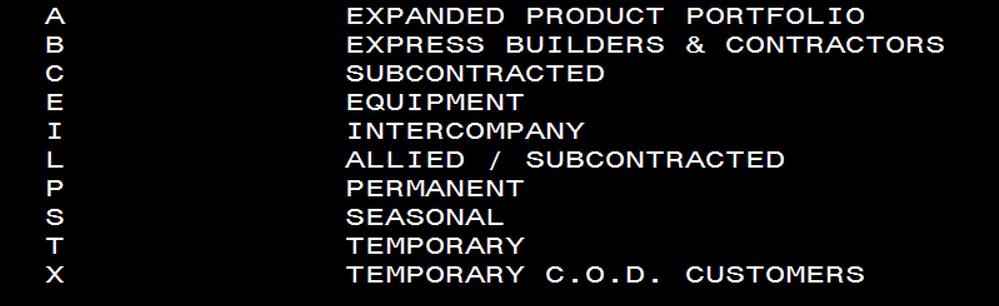 A EXPANDED PRODUCT PORTFOLIO
B EXPRESS BUILDERS & CONTRACTORS
C SUBCONTRACTED
E EQUIPMENT
I INTERCOMPANY
L ALLIED / SUBCONTRACTED
P PERMANENT
S SEASONAL
T TEMPORARY
X TEMPORARY C.O.D. CUSTOMERS